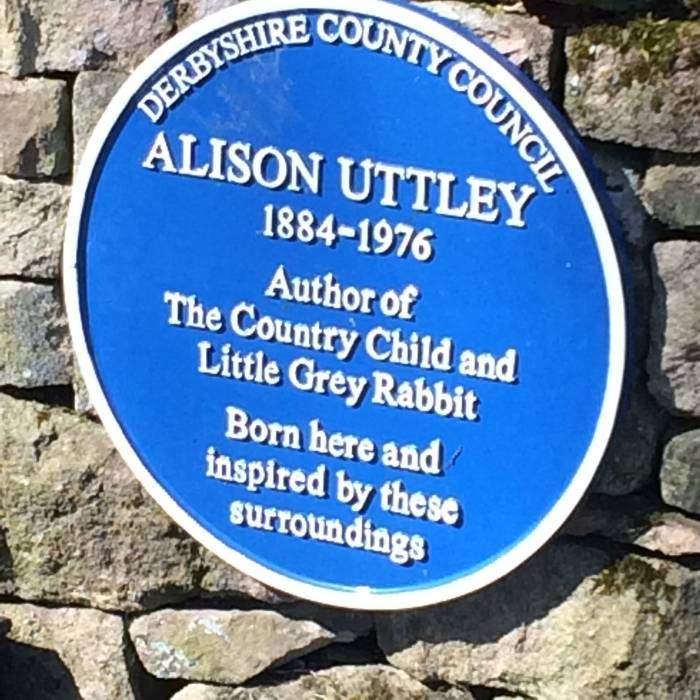 DERBYSHIRE COUNTY COUNCIL
ALISON UTTLEY
1884-1976
Author of
The Country Child and
Little Grey Rabbit
Born here and
inspired by these
surroundings